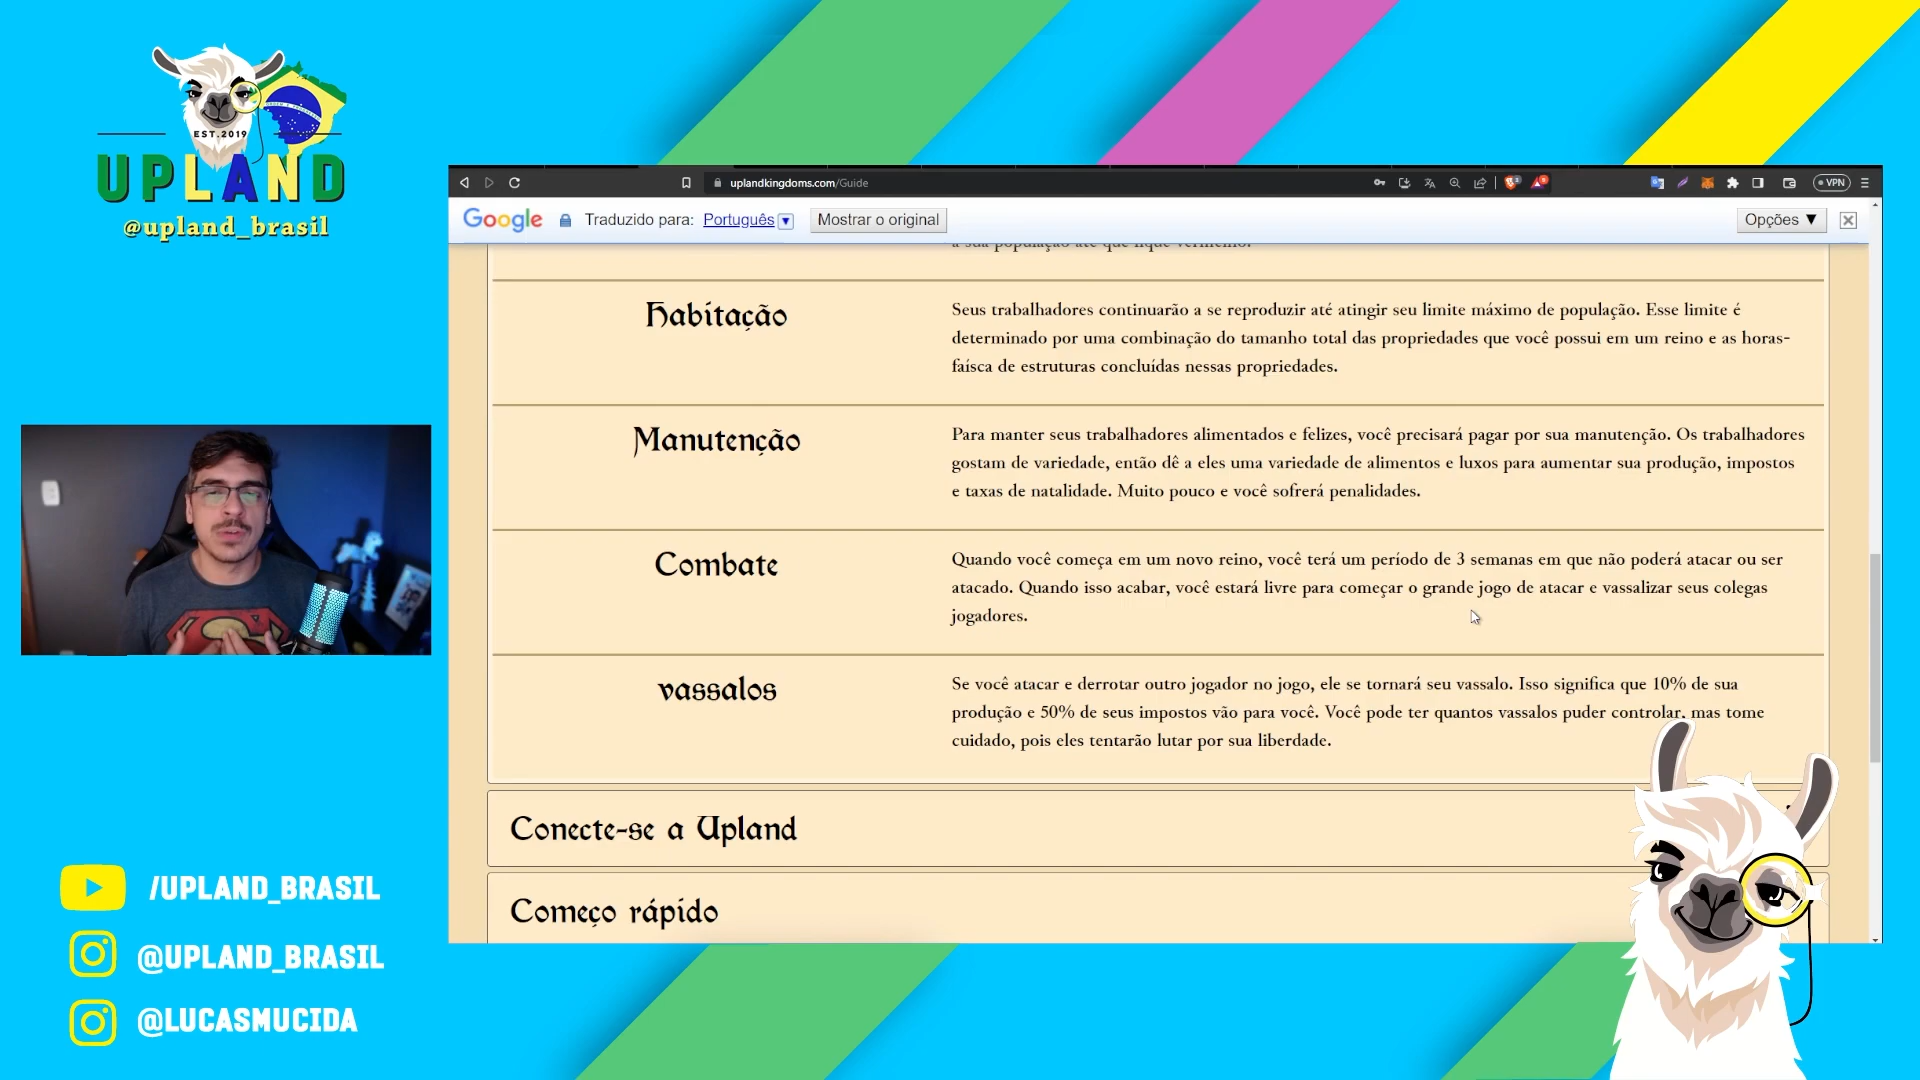 EST.2019
UPLAND
@upland_brasil
uplandkingdoms.com/Guide
VPN
Google
Traduzido para: Português
Mostrar o original
Opções ▼
a sua população até que fique vermelho.
Habitação
Seus trabalhadores continuarão a se reproduzir até atingir seu limite máximo de população. Esse limite é
determinado por uma combinação do tamanho total das propriedades que você possui em um reino e as horas-
faísca de estruturas concluídas nessas propriedades.
Manutenção
Para manter seus trabalhadores alimentados e felizes, você precisará pagar por sua manutenção. Os trabalhadores
gostam de variedade, então dê a eles uma variedade de alimentos e luxos para aumentar sua produção, impostos
e taxas de natalidade. Muito pouco e você sofrerá penalidades.
Combate
Quando você começa em um novo reino, você terá um período de 3 semanas em que não poderá atacar ou ser
atacado. Quando isso acabar, você estará livre para começar o grande jogo de atacar e vassalizar seus colegas
jogadores.
vassalos
Se você atacar e derrotar outro jogador no jogo, ele se tornará seu vassalo. Isso significa que 10% de sua
produção e 50% de seus impostos vão para você. Você pode ter quantos vassalos puder controlar, mas tome
cuidado, pois eles tentarão lutar por sua liberdade.
Conecte-se a Upland
Começo rápido
/UPLAND_BRASIL
@UPLAND_BRASIL
@LUCASMUCIDA